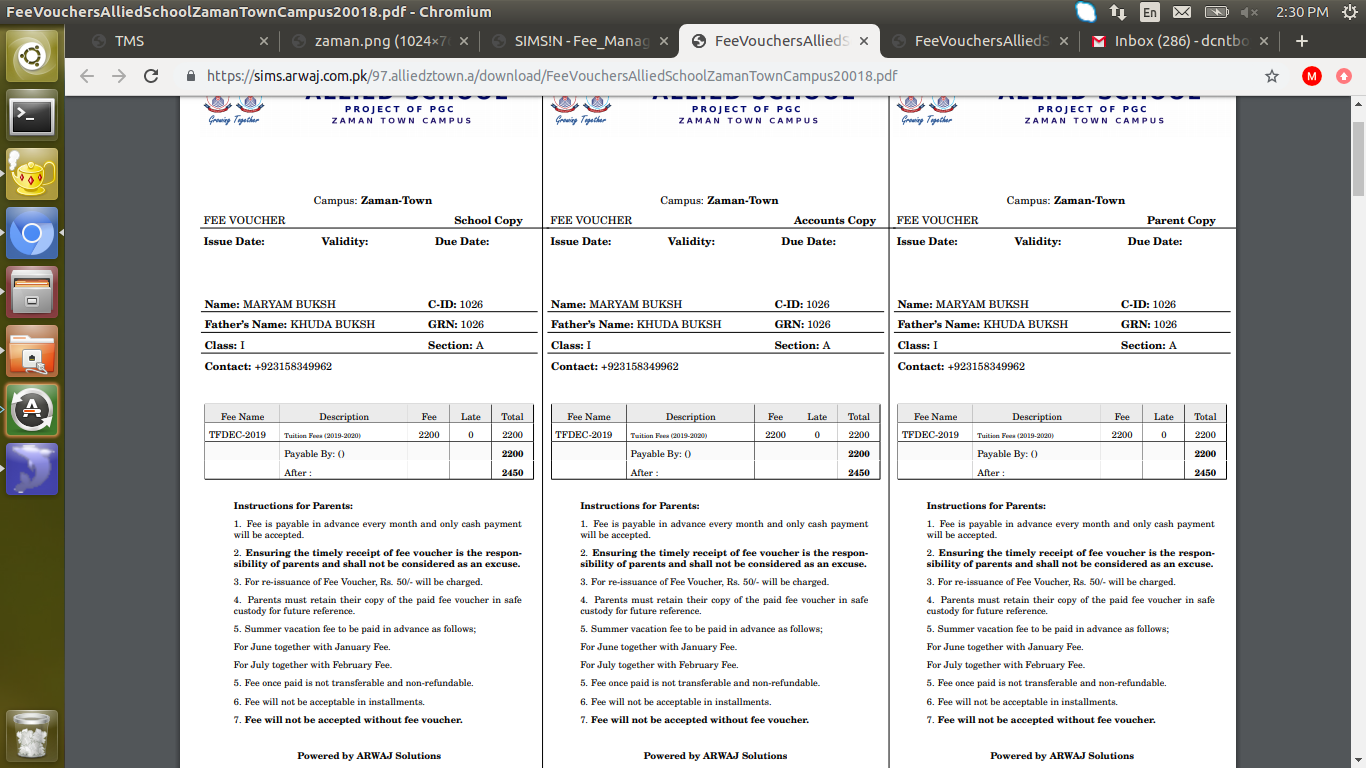 FeeVouchersAlliedSchoolZamanTownCampus20018.pdf - Chromium
En
2:30 PM
TMS
zaman.png (1024×7
SIMS!N - Fee_Manag
FeeVouchersAlliedS
FeeVouchersAlliedS
Inbox (286) - dcntbo
https://sims.arwaj.com.pk/97.alliedztown.a/download/FeeVouchersAlliedSchoolZamanTownCampus20018.pdf
M
ALLIED SCHOOL
PROJECT OF PGC
Growing Together
ZAMAN TOWN CAMPUS
Campus: Zaman-Town
FEE VOUCHER School Copy
Issue Date: Validity: Due Date:
Name: MARYAM BUKSH C-ID: 1026
Father's Name: KHUDA BUKSH GRN: 1026
Class: I Section: A
Contact: +923158349962
Fee Name Description Fee Late Total
TFDEC-2019 Tuition Fees (2019-2020) 2200 0 2200
Payable By: () 2200
After : 2450
Instructions for Parents:
1. Fee is payable in advance every month and only cash payment
will be accepted.
2. Ensuring the timely receipt of fee voucher is the respon-
sibility of parents and shall not be considered as an excuse.
3. For re-issuance of Fee Voucher, Rs. 50/- will be charged.
4. Parents must retain their copy of the paid fee voucher in safe
custody for future reference.
5. Summer vacation fee to be paid in advance as follows;
For June together with January Fee.
For July together with February Fee.
5. Fee once paid is not transferable and non-refundable.
6. Fee will not be acceptable in installments.
7. Fee will not be accepted without fee voucher.
Powered by ARWAJ Solutions
ALLIED SCHOOL
PROJECT OF PGC
Growing Together
ZAMAN TOWN CAMPUS
Campus: Zaman-Town
FEE VOUCHER Accounts Copy
Issue Date: Validity: Due Date:
Name: MARYAM BUKSH C-ID: 1026
Father's Name: KHUDA BUKSH GRN: 1026
Class: I Section: A
Contact: +923158349962
Fee Name Description Fee Late Total
TFDEC-2019 Tuition Fees (2019-2020) 2200 0 2200
Payable By: () 2200
After : 2450
Instructions for Parents:
1. Fee is payable in advance every month and only cash payment
will be accepted.
2. Ensuring the timely receipt of fee voucher is the respon-
sibility of parents and shall not be considered as an excuse.
3. For re-issuance of Fee Voucher, Rs. 50/- will be charged.
4. Parents must retain their copy of the paid fee voucher in safe
custody for future reference.
5. Summer vacation fee to be paid in advance as follows;
For June together with January Fee.
For July together with February Fee.
5. Fee once paid is not transferable and non-refundable.
6. Fee will not be acceptable in installments.
7. Fee will not be accepted without fee voucher.
Powered by ARWAJ Solutions
ALLIED SCHOOL
PROJECT OF PGC
Growing Together
ZAMAN TOWN CAMPUS
Campus: Zaman-Town
FEE VOUCHER Parent Copy
Issue Date: Validity: Due Date:
Name: MARYAM BUKSH C-ID: 1026
Father's Name: KHUDA BUKSH GRN: 1026
Class: I Section: A
Contact: +923158349962
Fee Name Description Fee Late Total
TFDEC-2019 Tuition Fees (2019-2020) 2200 0 2200
Payable By: () 2200
After : 2450
Instructions for Parents:
1. Fee is payable in advance every month and only cash payment
will be accepted.
2. Ensuring the timely receipt of fee voucher is the respon-
sibility of parents and shall not be considered as an excuse.
3. For re-issuance of Fee Voucher, Rs. 50/- will be charged.
4. Parents must retain their copy of the paid fee voucher in safe
custody for future reference.
5. Summer vacation fee to be paid in advance as follows;
For June together with January Fee.
For July together with February Fee.
5. Fee once paid is not transferable and non-refundable.
6. Fee will not be acceptable in installments.
7. Fee will not be accepted without fee voucher.
Powered by ARWAJ Solutions